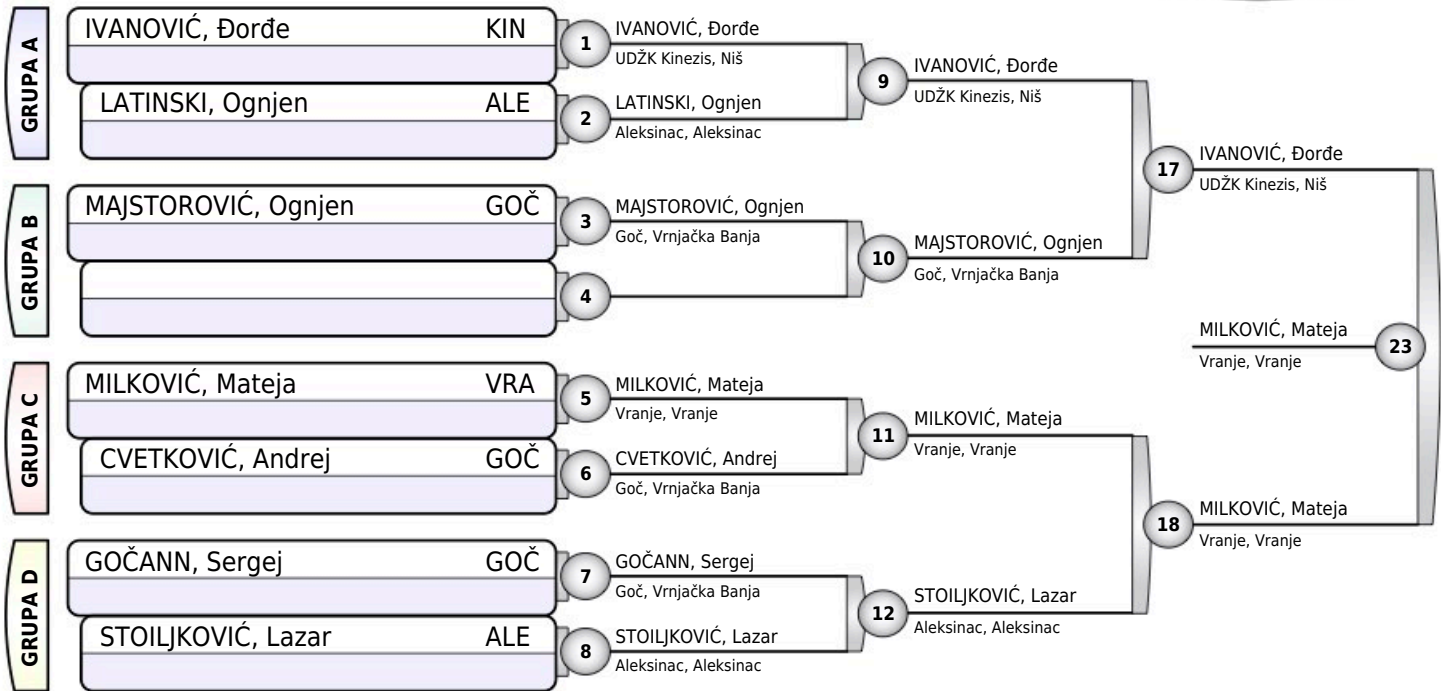 GRUPA A
IVANOVIĆ, Đorđe KIN
LATINSKI, Ognjen ALE
GRUPA B
MAJSTOROVIĆ, Ognjen GOČ
GRUPA C
MILKOVIĆ, Mateja VRA
CVETKOVIĆ, Andrej GOČ
GRUPA D
GOČANN, Sergej GOČ
STOILJKOVIĆ, Lazar ALE
1
IVANOVIĆ, Đorđe
UDŽK Kinezis, Niš
2
LATINSKI, Ognjen
Aleksinac, Aleksinac
3
MAJSTOROVIĆ, Ognjen
Goč, Vrnjačka Banja
4
5
MILKOVIĆ, Mateja
Vranje, Vranje
6
CVETKOVIĆ, Andrej
Goč, Vrnjačka Banja
7
GOČANN, Sergej
Goč, Vrnjačka Banja
8
STOILJKOVIĆ, Lazar
Aleksinac, Aleksinac
9
IVANOVIĆ, Đorđe
UDŽK Kinezis, Niš
10
MAJSTOROVIĆ, Ognjen
Goč, Vrnjačka Banja
11
MILKOVIĆ, Mateja
Vranje, Vranje
12
STOILJKOVIĆ, Lazar
Aleksinac, Aleksinac
17
IVANOVIĆ, Đorđe
UDŽK Kinezis, Niš
18
MILKOVIĆ, Mateja
Vranje, Vranje
MILKOVIĆ, Mateja
Vranje, Vranje
23